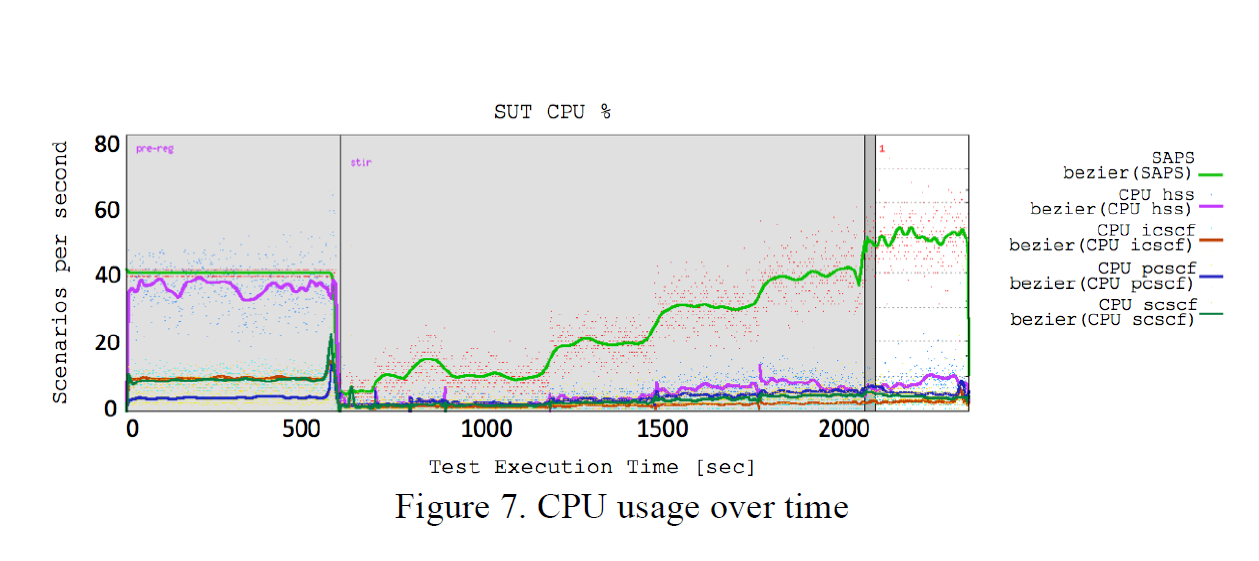 SUT CPU %
Scenarios per second
80
60
40
20
0
pre-reg
stir
1
SAPS
bezier(SAPS)
CPU hss
bezier(CPU hss)
CPU icscf
bezier(CPU icscf)
CPU pcscf
bezier(CPU pcscf)
CPU scscf
bezier(CPU scscf)
0 500 1000 1500 2000
Test Execution Time [sec]
Figure 7. CPU usage over time